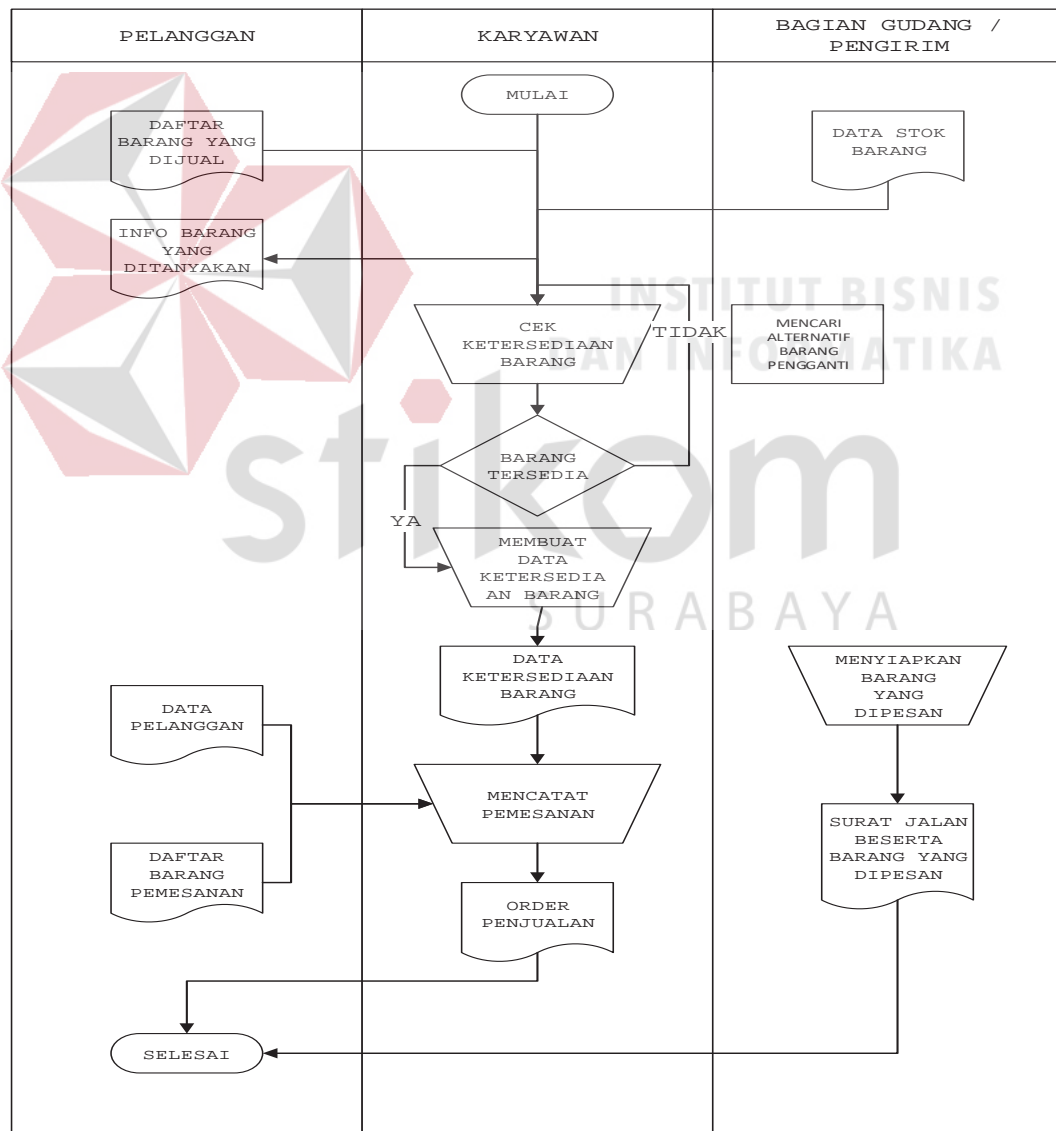 PELANGGAN
KARYAWAN
BAGIAN GUDANG /
PENGIRIM
MULAI
DAFTAR
BARANG YANG
DIJUAL
DATA STOK
BARANG
INFO BARANG
YANG
DITANYAKAN
INSTITUT BISNIS
DAN INFORMATIKA
CEK
KETERSEDIAAN
BARANG
TIDAK
MENCARI
ALTERNATIF
BARANG
PENGGANTI
stikom
SURABAYA
BARANG
TERSEDIA
YA
MEMBUAT
DATA
KETERSEDIA
AN BARANG
DATA
KETERSEDIAAN
BARANG
MENYIAPKAN
BARANG
YANG
DIPESAN
DATA
PELANGGAN
MENCATAT
PEMESANAN
SURAT JALAN
BESERTA
BARANG YANG
DIPESAN
DAFTAR
BARANG
PEMESANAN
ORDER
PENJUALAN
SELESAI